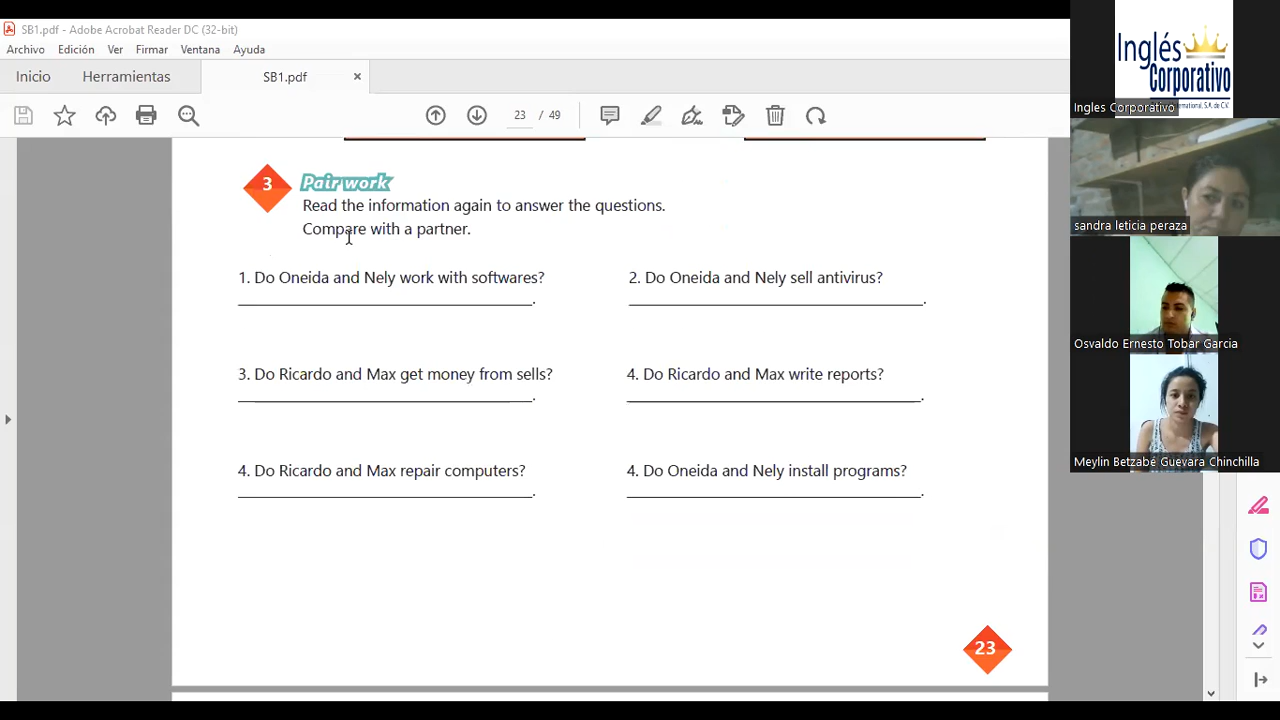 SB1.pdf - Adobe Acrobat Reader DC (32-bit)
Archivo Edición Ver Firmar Ventana Ayuda
Inicio Herramientas SB1.pdf ×
23 / 49
3 Pair work
Read the information again to answer the questions.
Compare with a partner.
1. Do Oneida and Nely work with softwares?
2. Do Oneida and Nely sell antivirus?
3. Do Ricardo and Max get money from sells?
4. Do Ricardo and Max write reports?
4. Do Ricardo and Max repair computers?
4. Do Oneida and Nely install programs?
23
Inglés
Corporativo
International, S.A. de C.V.
Ingles Corporativo
sandra leticia peraza
Osvaldo Ernesto Tobar Garcia
Meylin Betzabé Guevara Chinchilla